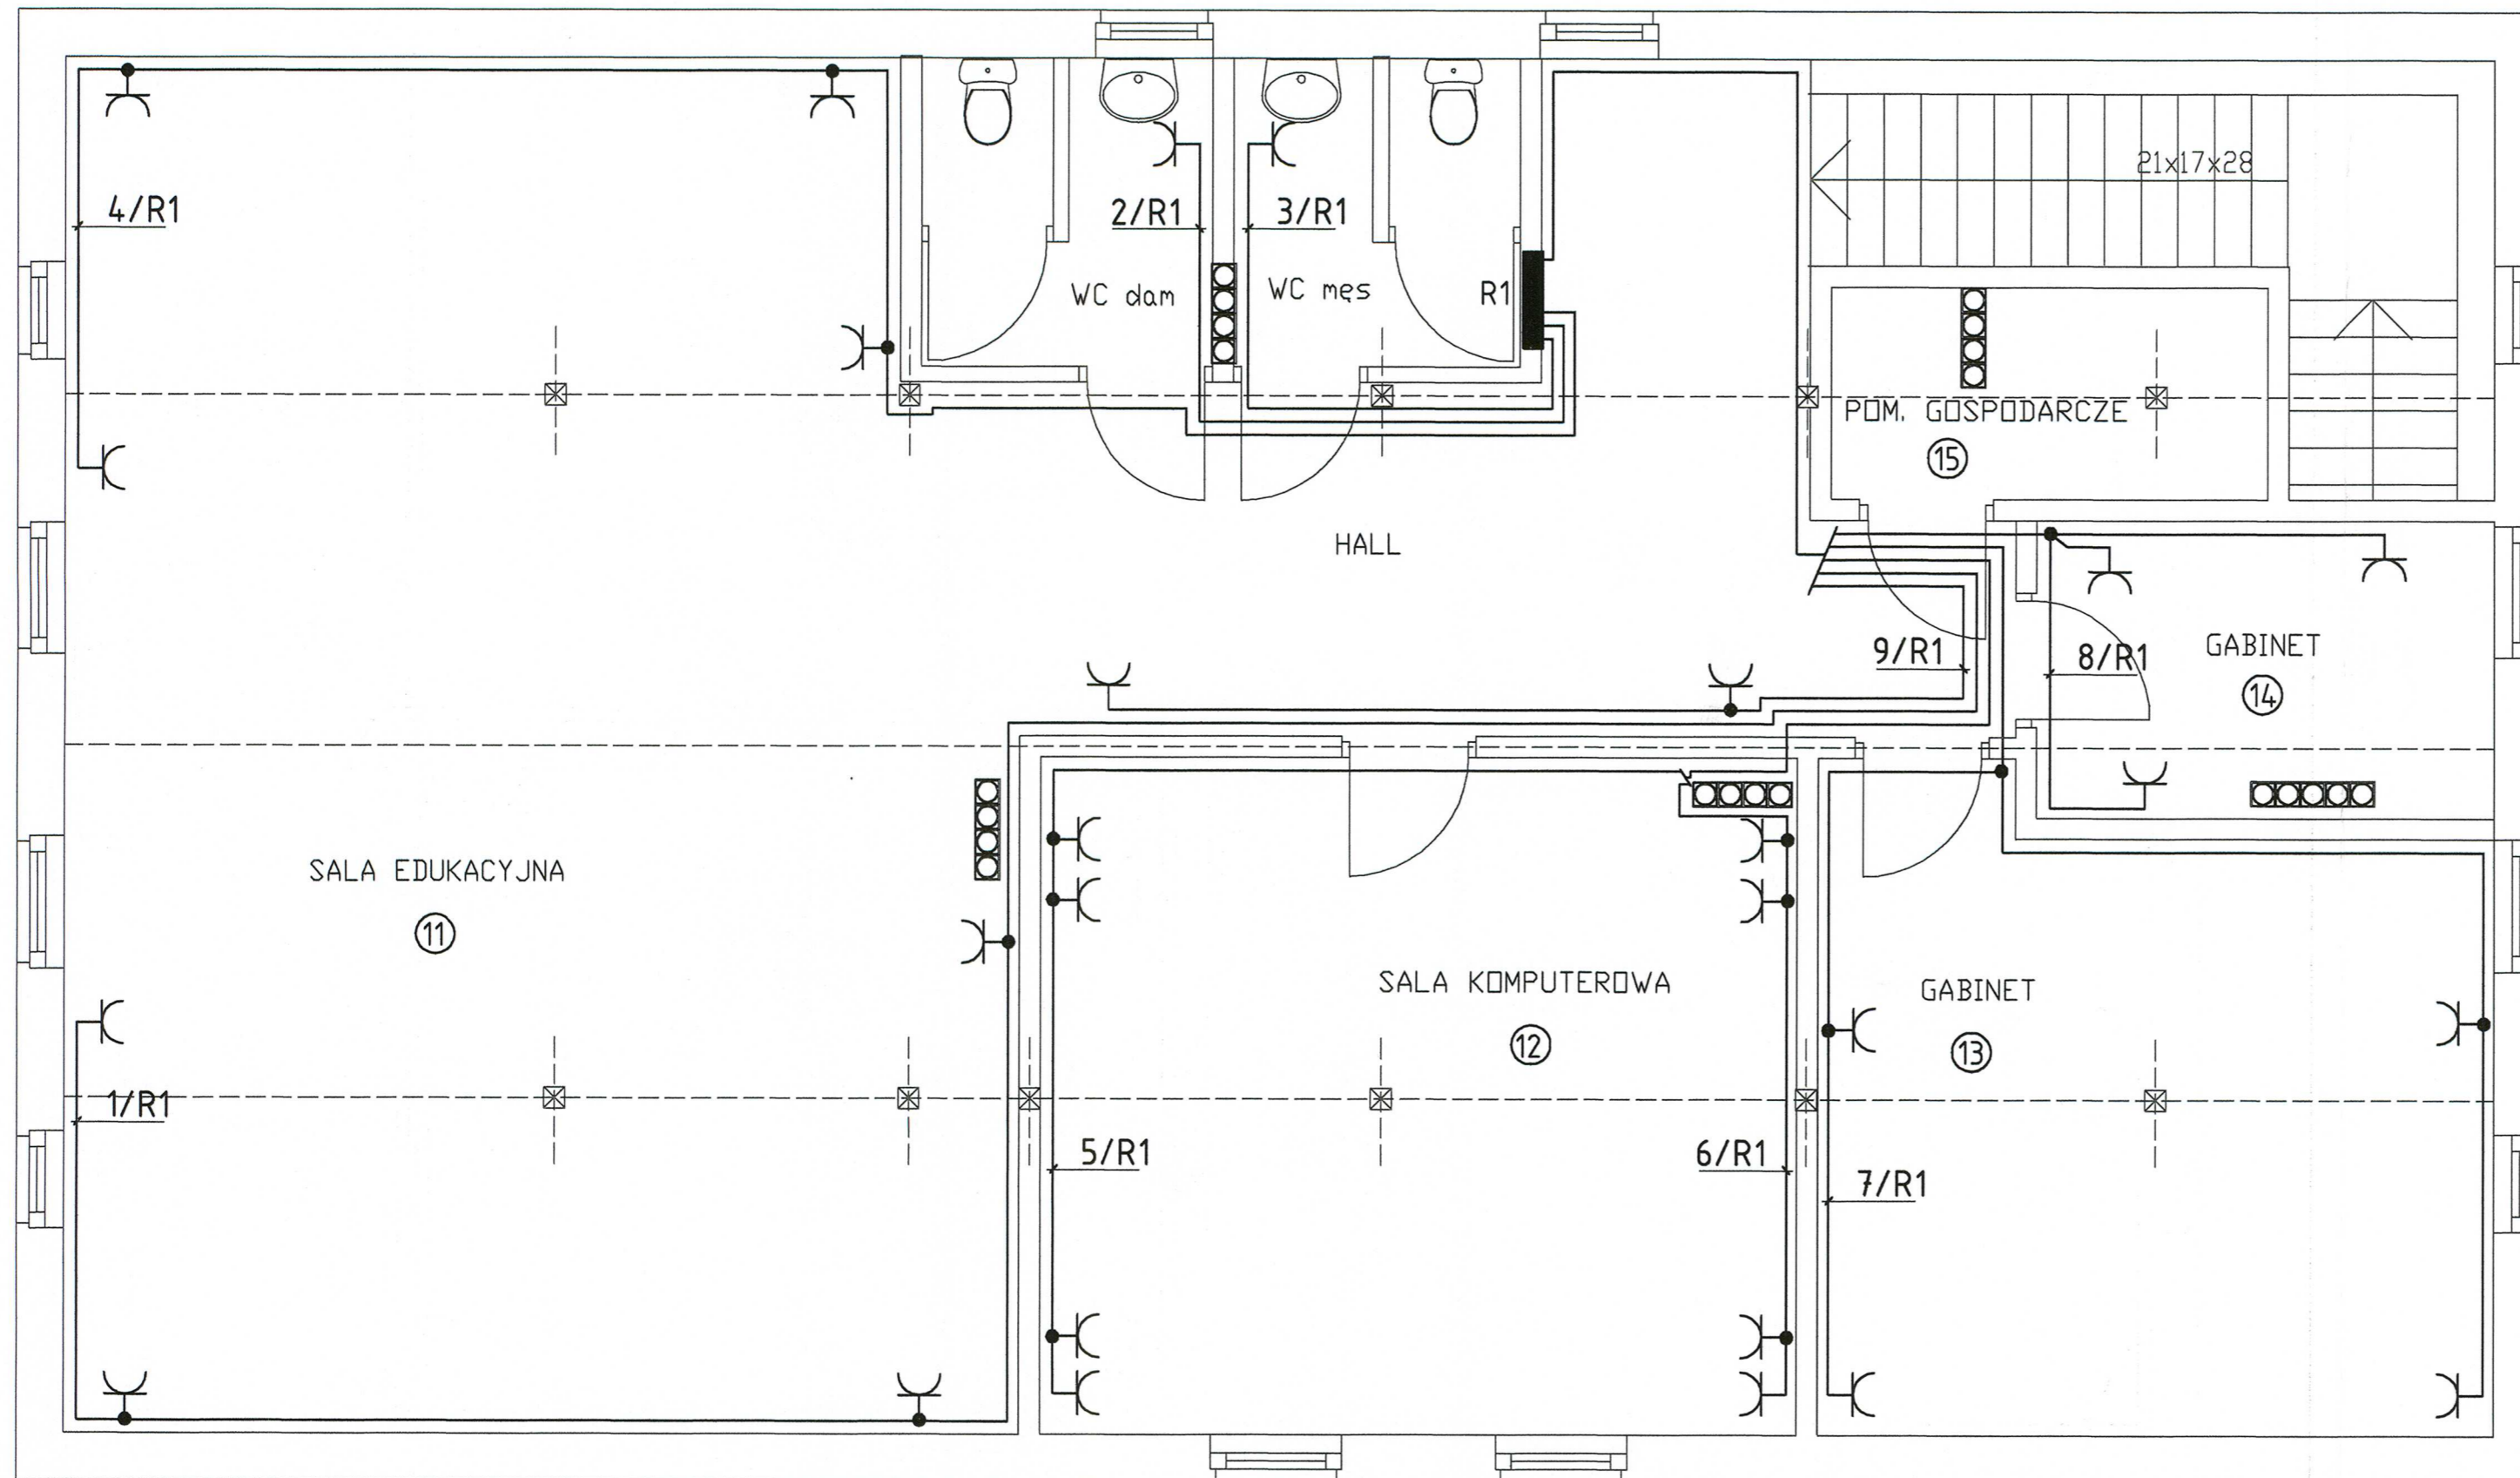 21x17x28
4/R1
2/R1
3/R1
WC dam
WC męs
R1
POM. GOSPODARCZE
15
HALL
9/R1
8/R1
GABINET
14
SALA EDUKACYJNA
11
SALA KOMPUTEROWA
12
GABINET
13
1/R1
5/R1
6/R1
7/R1